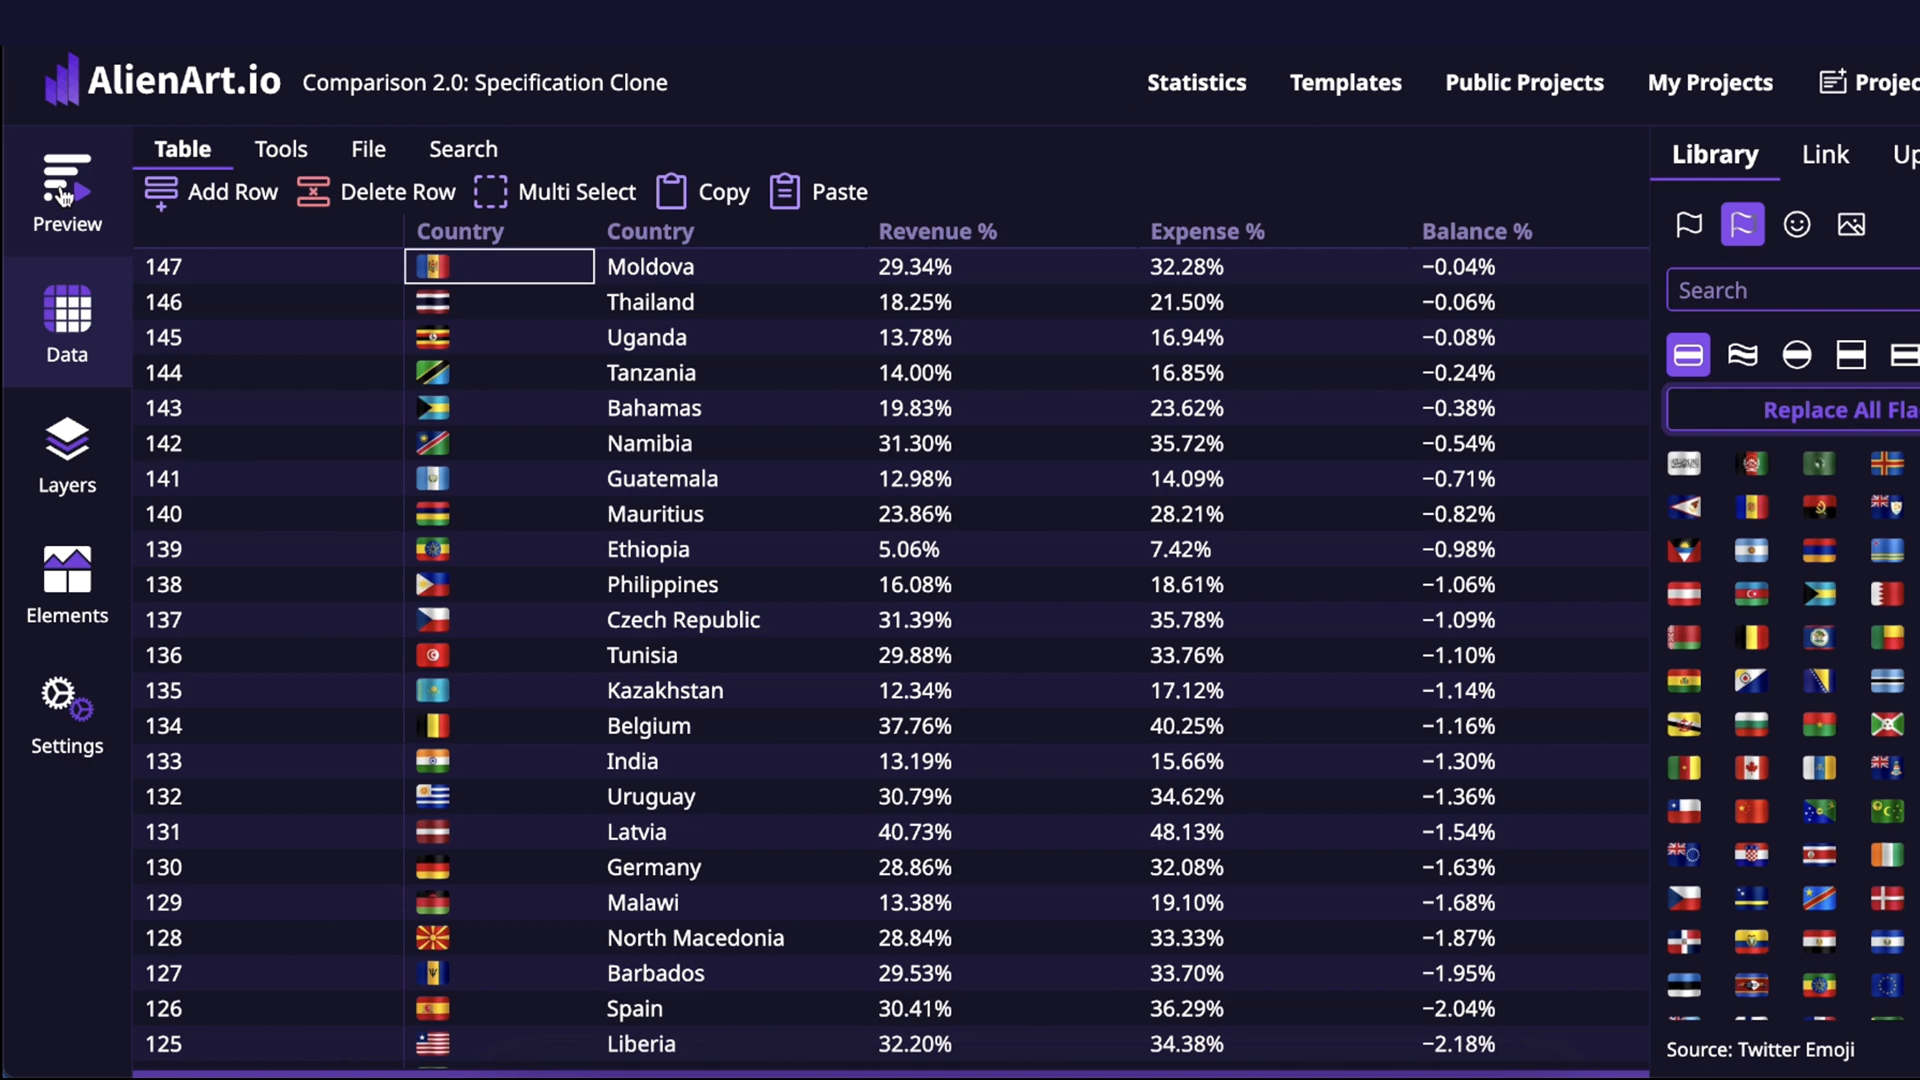 AlienArt.io Comparison 2.0: Specification Clone Statistics Templates Public Projects My Projects
Table Tools File Search Library Link
Add Row Delete Row Multi Select Copy Paste
Preview
Data
Layers
Elements
Settings
Country Country Revenue % Expense % Balance %
147 Moldova 29.34% 32.28% −0.04%
146 Thailand 18.25% 21.50% −0.06%
145 Uganda 13.78% 16.94% −0.08%
144 Tanzania 14.00% 16.85% −0.24%
143 Bahamas 19.83% 23.62% −0.38%
142 Namibia 31.30% 35.72% −0.54%
141 Guatemala 12.98% 14.09% −0.71%
140 Mauritius 23.86% 28.21% −0.82%
139 Ethiopia 5.06% 7.42% −0.98%
138 Philippines 16.08% 18.61% −1.06%
137 Czech Republic 31.39% 35.78% −1.09%
136 Tunisia 29.88% 33.76% −1.10%
135 Kazakhstan 12.34% 17.12% −1.14%
134 Belgium 37.76% 40.25% −1.16%
133 India 13.19% 15.66% −1.30%
132 Uruguay 30.79% 34.62% −1.36%
131 Latvia 40.73% 48.13% −1.54%
130 Germany 28.86% 32.08% −1.63%
129 Malawi 13.38% 19.10% −1.68%
128 North Macedonia 28.84% 33.33% −1.87%
127 Barbados 29.53% 33.70% −1.95%
126 Spain 30.41% 36.29% −2.04%
125 Liberia 32.20% 34.38% −2.18%
Search
Replace All
Source: Twitter Emoji